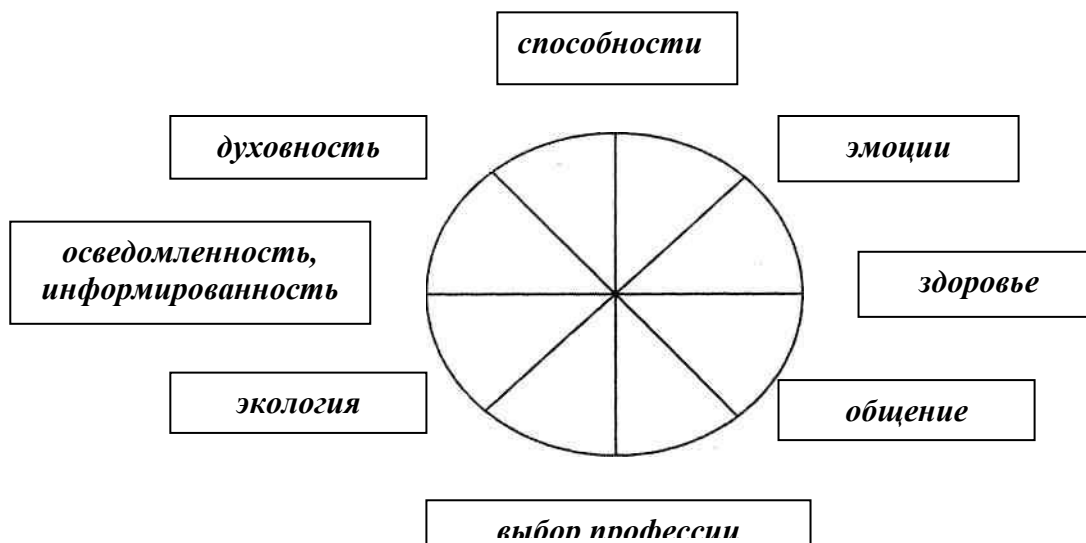 способности
духовность
эмоции
осведомленность,
информированность
здоровье
экология
общение
выбор профессии